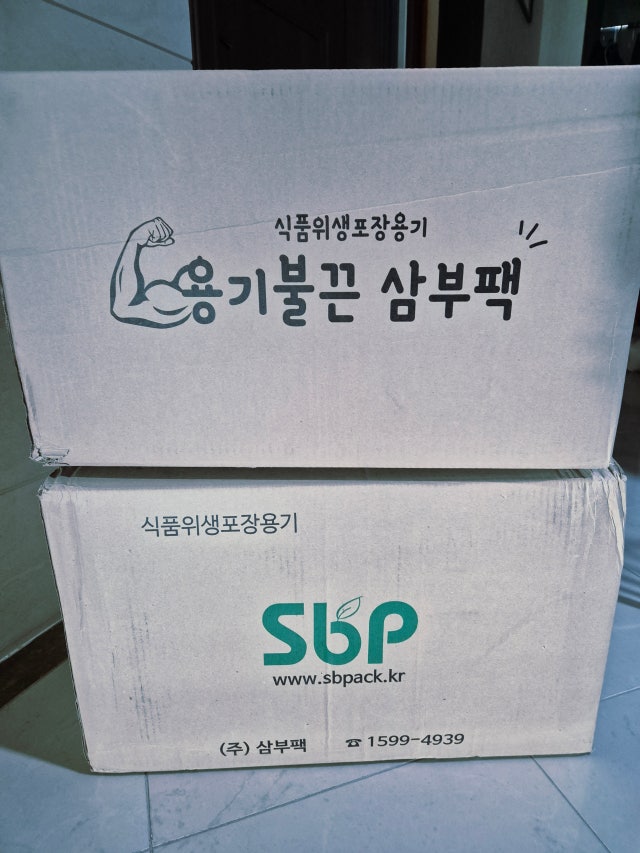 식품위생포장용기
용기불끈 삼부팩
식품위생포장용기
SbP
www.sbpack.kr
(주) 삼부팩 ☎ 1599-4939